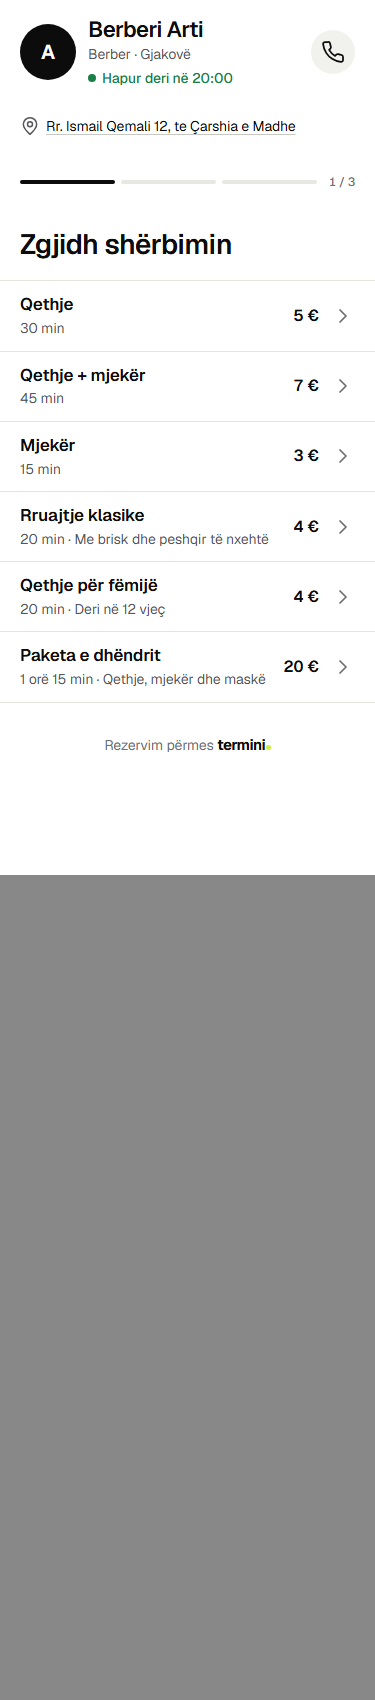 A
Berberi Arti
Berber · Gjakovë
Hapur deri në 20:00
Rr. Ismail Qemali 12, te Çarshia e Madhe
1 / 3
Zgjidh shërbimin
Qethje
30 min
5 €
Qethje + mjekër
45 min
7 €
Mjekër
15 min
3 €
Rruajtje klasike
20 min · Me brisk dhe peshqir të nxehtë
4 €
Qethje për fëmijë
20 min · Deri në 12 vjeç
4 €
Paketa e dhëndrit
1 orë 15 min · Qethje, mjekër dhe maskë
20 €
Rezervim përmes termini.